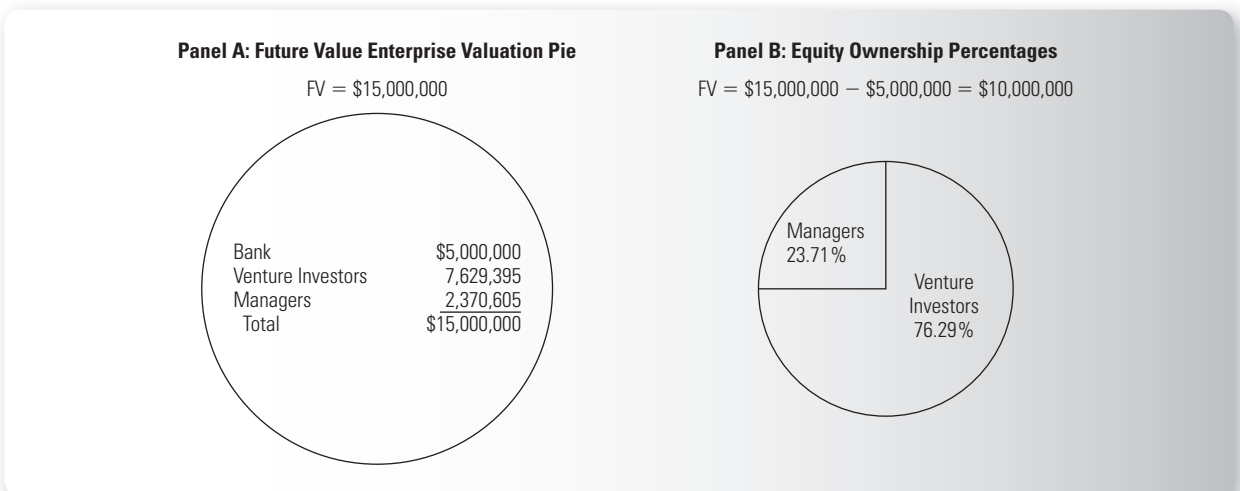 Panel A: Future Value Enterprise Valuation Pie
FV = $15,000,000
Bank $5,000,000
Venture Investors 7,629,395
Managers 2,370,605
Total $15,000,000
Panel B: Equity Ownership Percentages
FV = $15,000,000 − $5,000,000 = $10,000,000
Managers
23.71%
Venture
Investors
76.29%